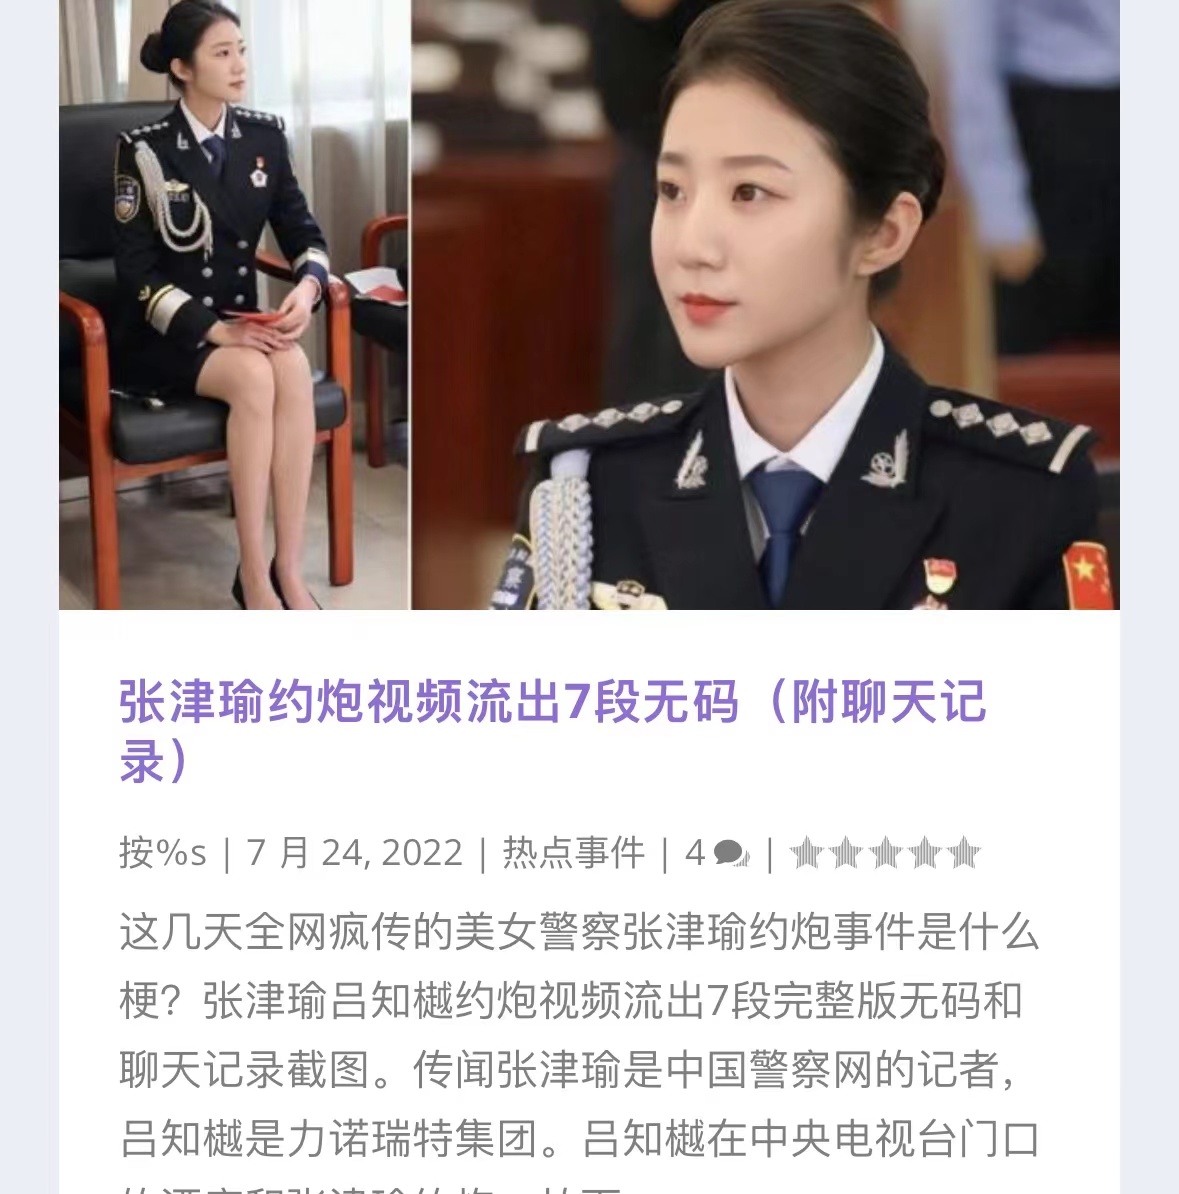 张津瑜约炮视频流出7段无码（附聊天记
录）
按%s | 7 月 24, 2022 | 热点事件 | 4 |
这几天全网疯传的美女警察张津瑜约炮事件是什么
梗？张津瑜吕知樾约炮视频流出7段完整版无码和
聊天记录截图。传闻张津瑜是中国警察网的记者，
吕知樾是力诺瑞特集团。吕知樾在中央电视台门口